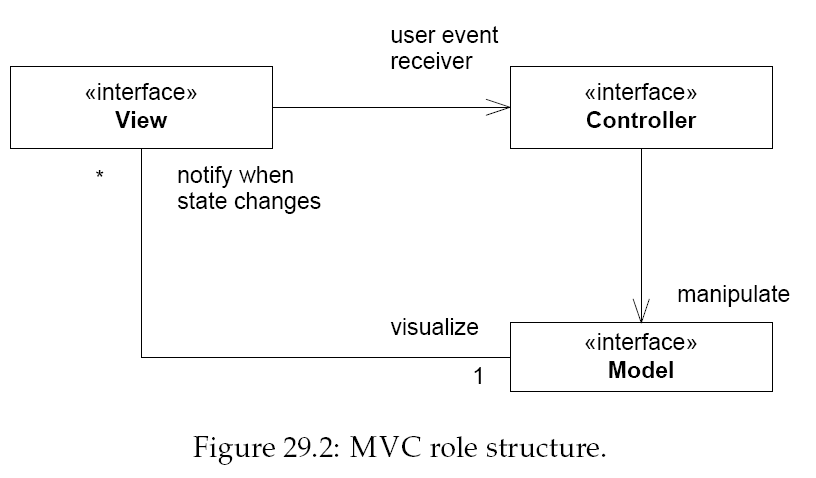 user event
receiver
«interface»
View
«interface»
Controller
*
notify when
state changes
manipulate
visualize
1
«interface»
Model
Figure 29.2: MVC role structure.